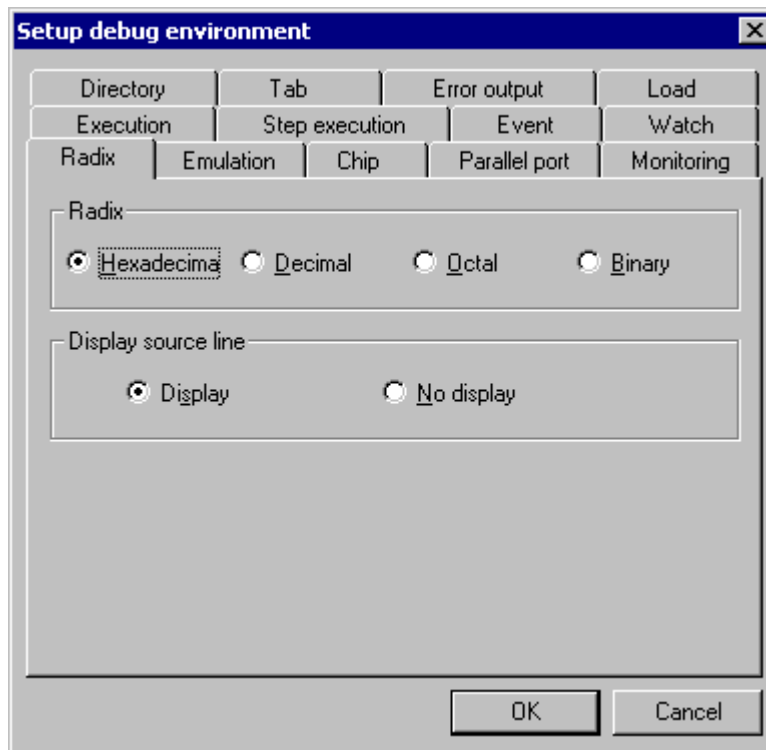 Setup debug environment
Directory Tab Error output Load
Execution Step execution Event Watch
Radix Emulation Chip Parallel port Monitoring
Radix
Hexadecima Decimal Octal Binary
Display source line
Display No display
OK Cancel